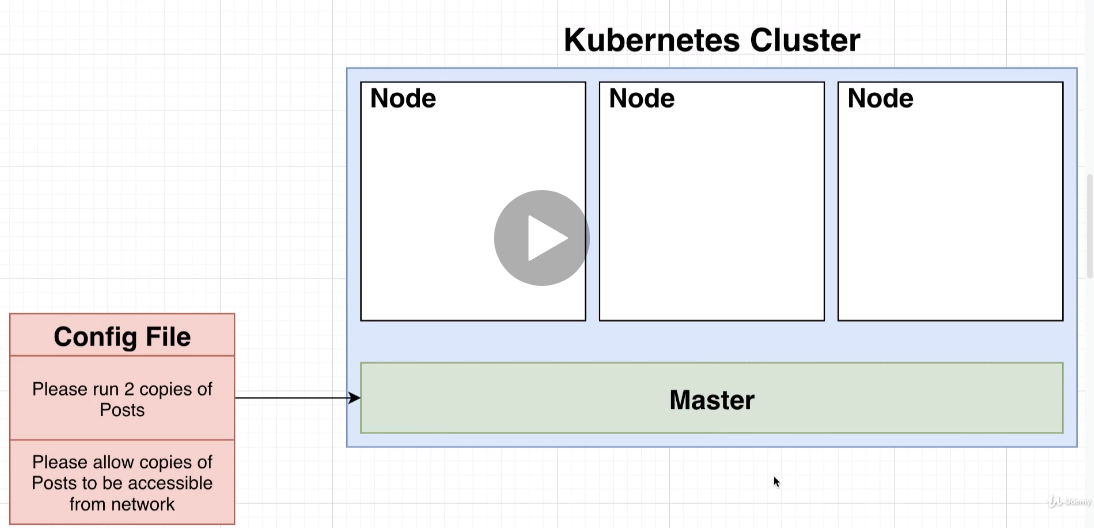 Kubernetes Cluster
Node
Node
Node
Config File
Please run 2 copies of
Posts
Please allow copies of
Posts to be accessible
from network
Master
Udemy